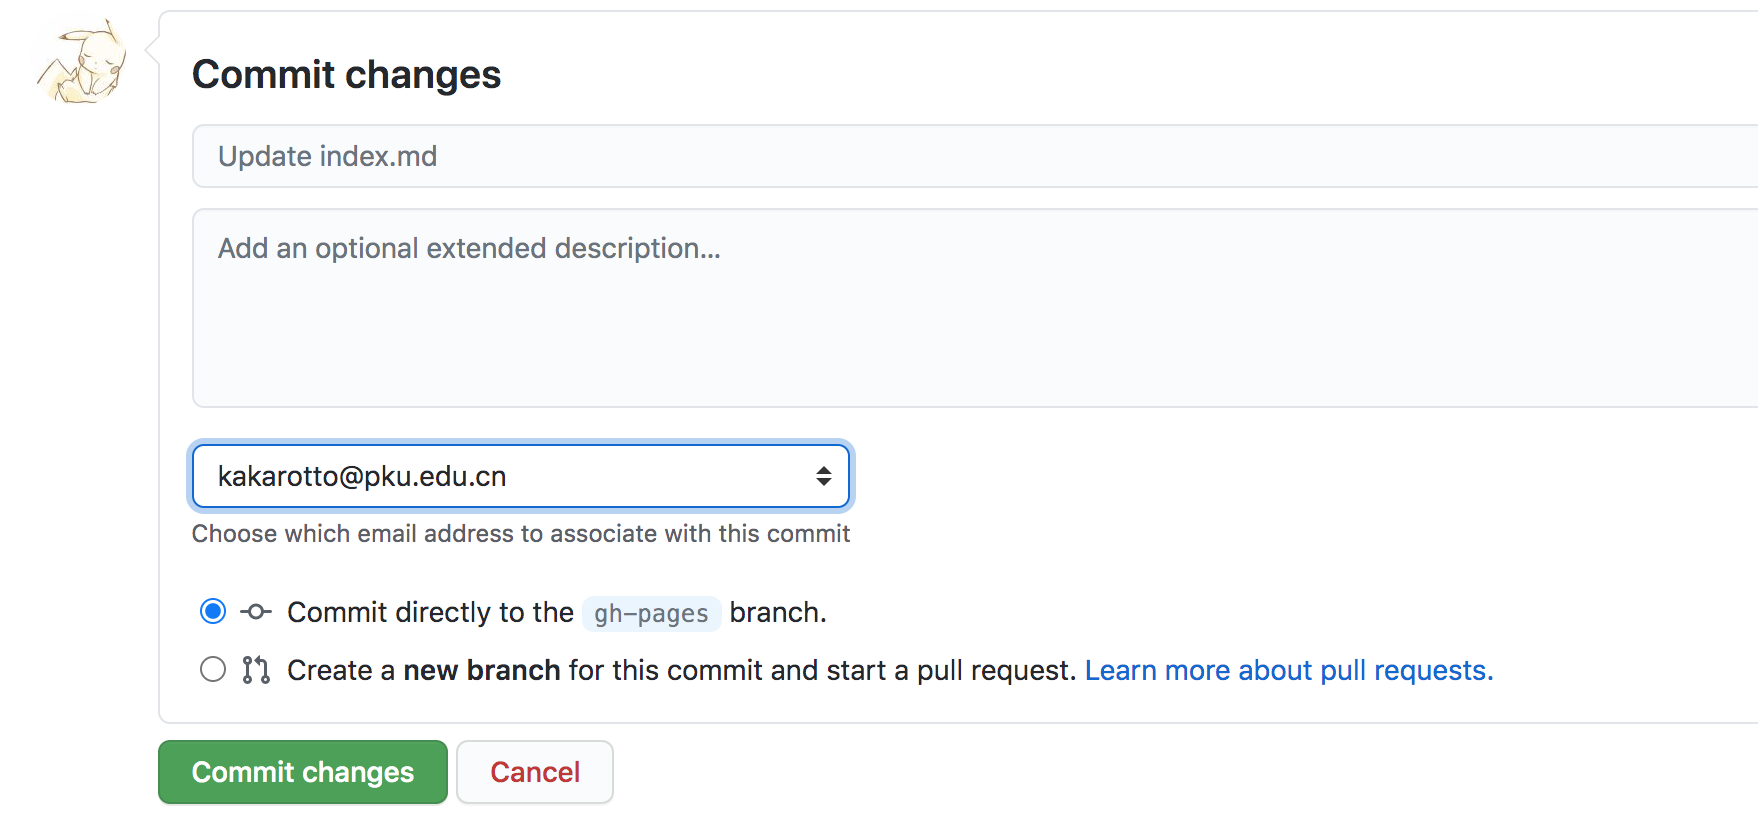 Commit changes
Update index.md
Add an optional extended description...
kakarotto@pku.edu.cn
Choose which email address to associate with this commit
Commit directly to the gh-pages branch.
Create a new branch for this commit and start a pull request. Learn more about pull requests.
Commit changes
Cancel